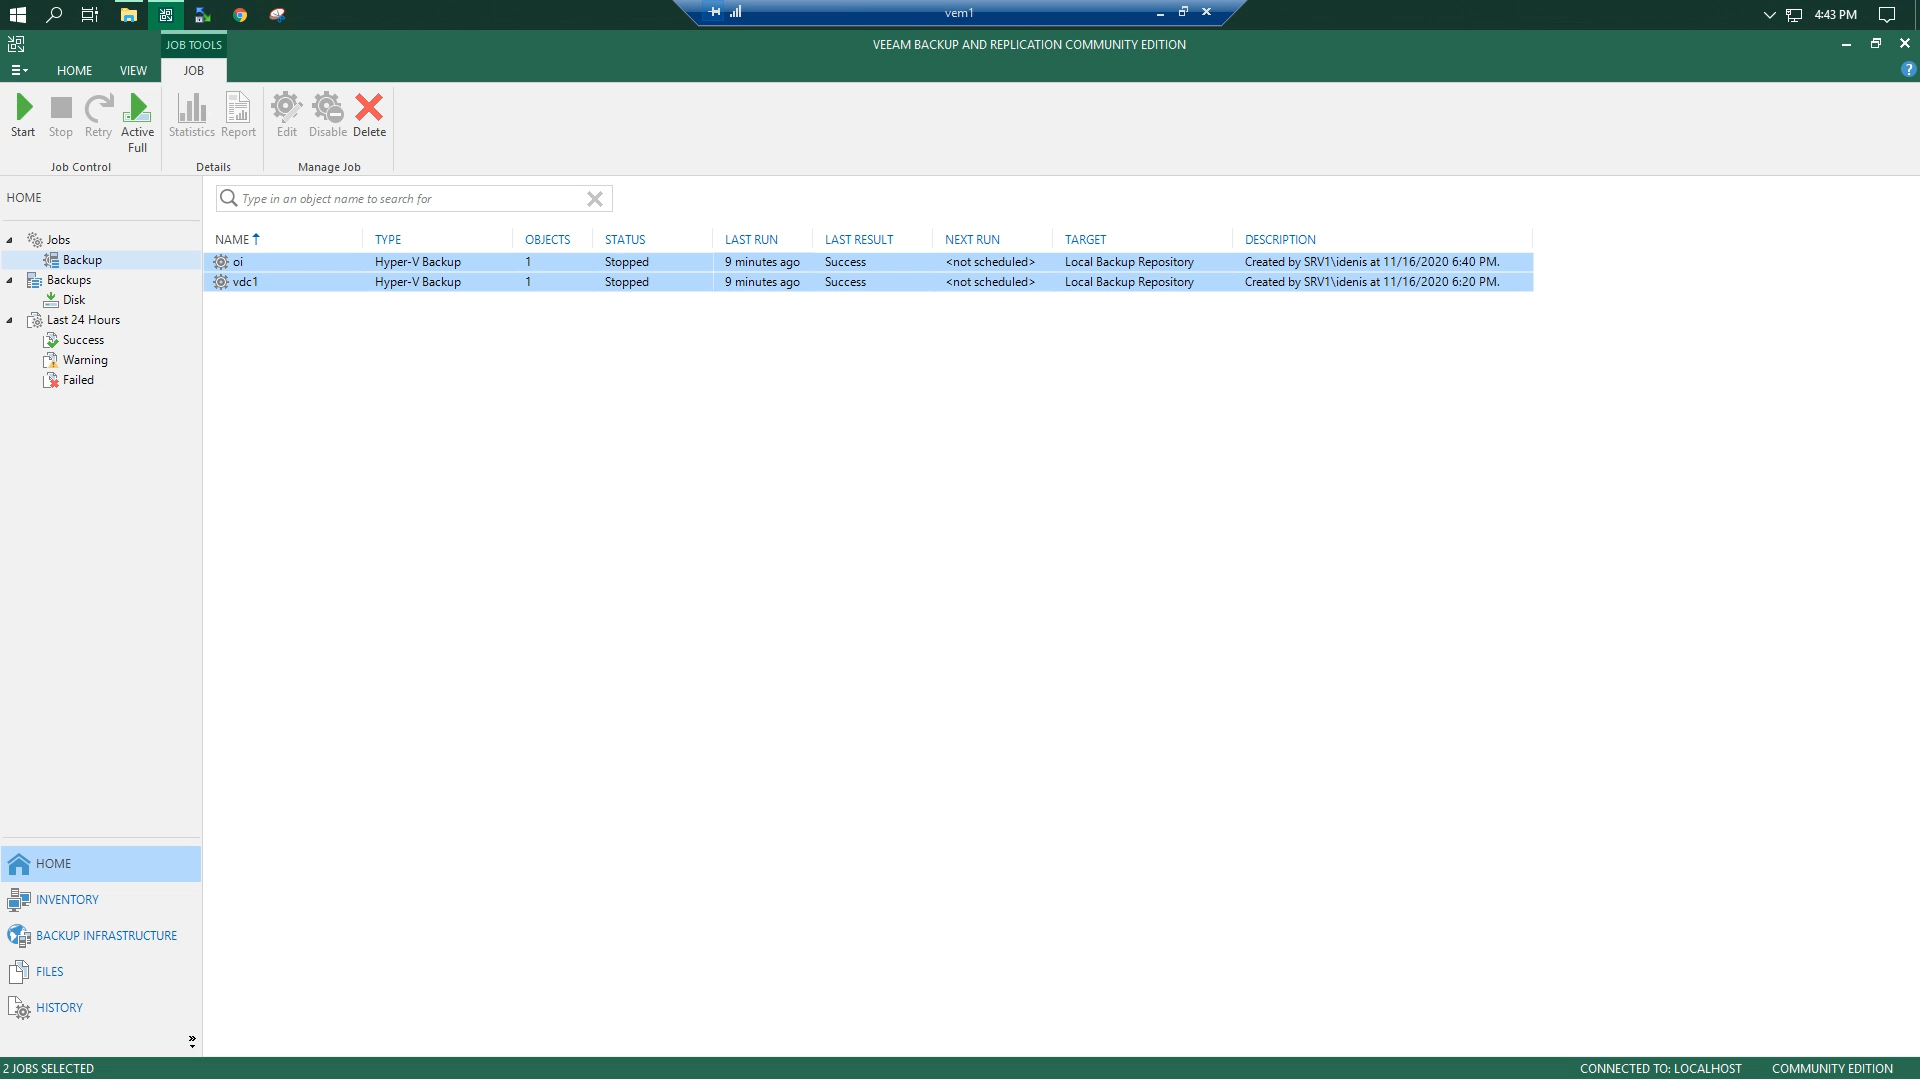 vem1
4:43 PM
JOB TOOLS
VEEAM BACKUP AND REPLICATION COMMUNITY EDITION
HOME VIEW JOB
?
Start Stop Retry Active Full Statistics Report Edit Disable Delete
Job Control Details Manage Job
HOME
Type in an object name to search for
NAME TYPE OBJECTS STATUS LAST RUN LAST RESULT NEXT RUN TARGET DESCRIPTION
oi Hyper-V Backup 1 Stopped 9 minutes ago Success <not scheduled> Local Backup Repository Created by SRV1\idenis at 11/16/2020 6:40 PM.
vdc1 Hyper-V Backup 1 Stopped 9 minutes ago Success <not scheduled> Local Backup Repository Created by SRV1\idenis at 11/16/2020 6:20 PM.
Jobs
Backup
Backups
Disk
Last 24 Hours
Success
Warning
Failed
HOME
INVENTORY
BACKUP INFRASTRUCTURE
FILES
HISTORY
2 JOBS SELECTED
CONNECTED TO: LOCALHOST COMMUNITY EDITION